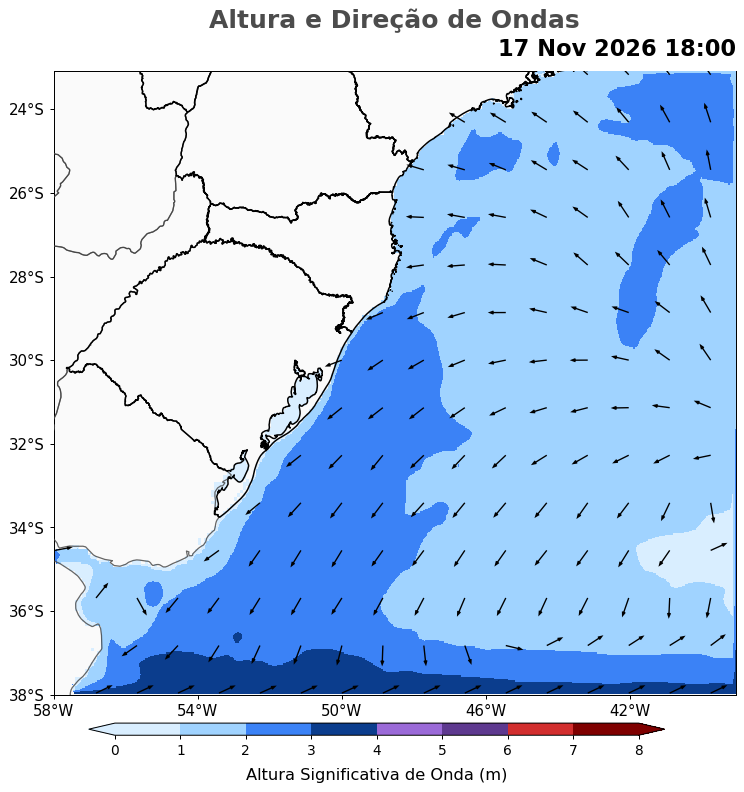 Altura e Direção de Ondas
17 Nov 2026 18:00
24°S
26°S
28°S
30°S
32°S
34°S
36°S
38°S
58°W 54°W 50°W 46°W 42°W
0 1 2 3 4 5 6 7 8
Altura Significativa de Onda (m)